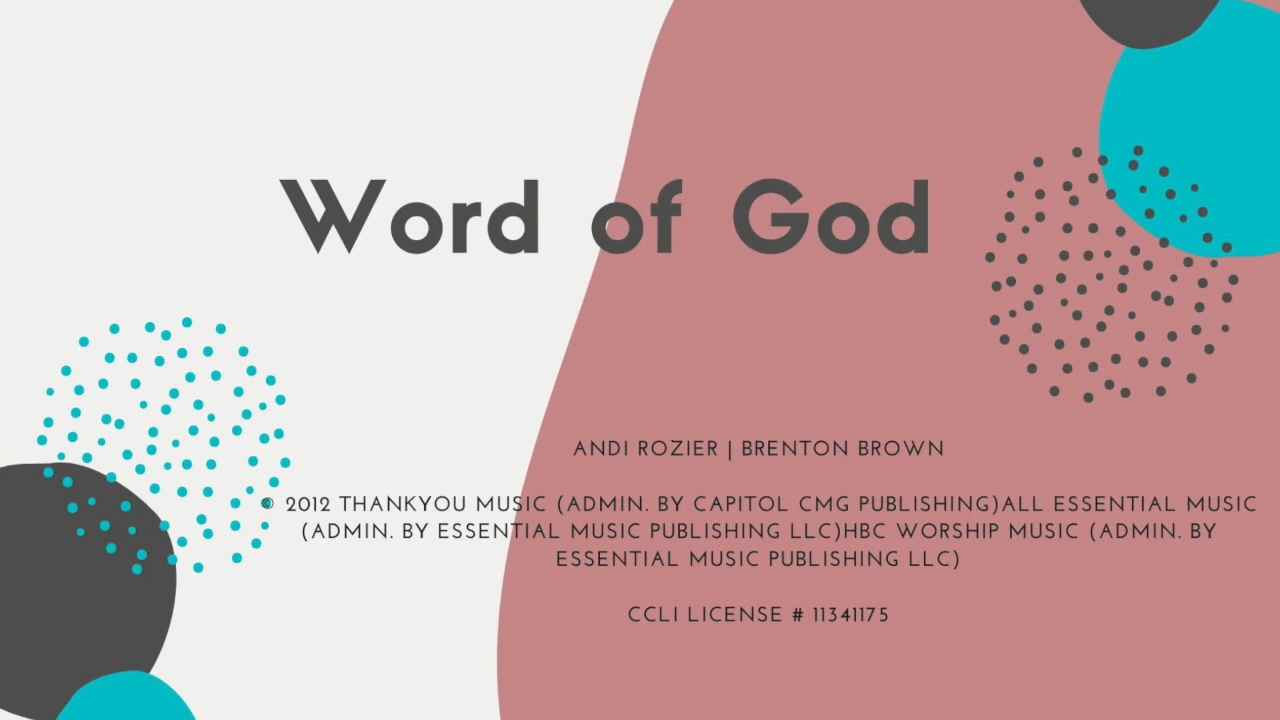 Word of God
ANDI ROZIER | BRENTON BROWN
© 2012 THANKYOU MUSIC (ADMIN. BY CAPITOL CMG PUBLISHING)ALL ESSENTIAL MUSIC
(ADMIN. BY ESSENTIAL MUSIC PUBLISHING LLC)HBC WORSHIP MUSIC (ADMIN. BY
ESSENTIAL MUSIC PUBLISHING LLC)
CCLI LICENSE # 11341175